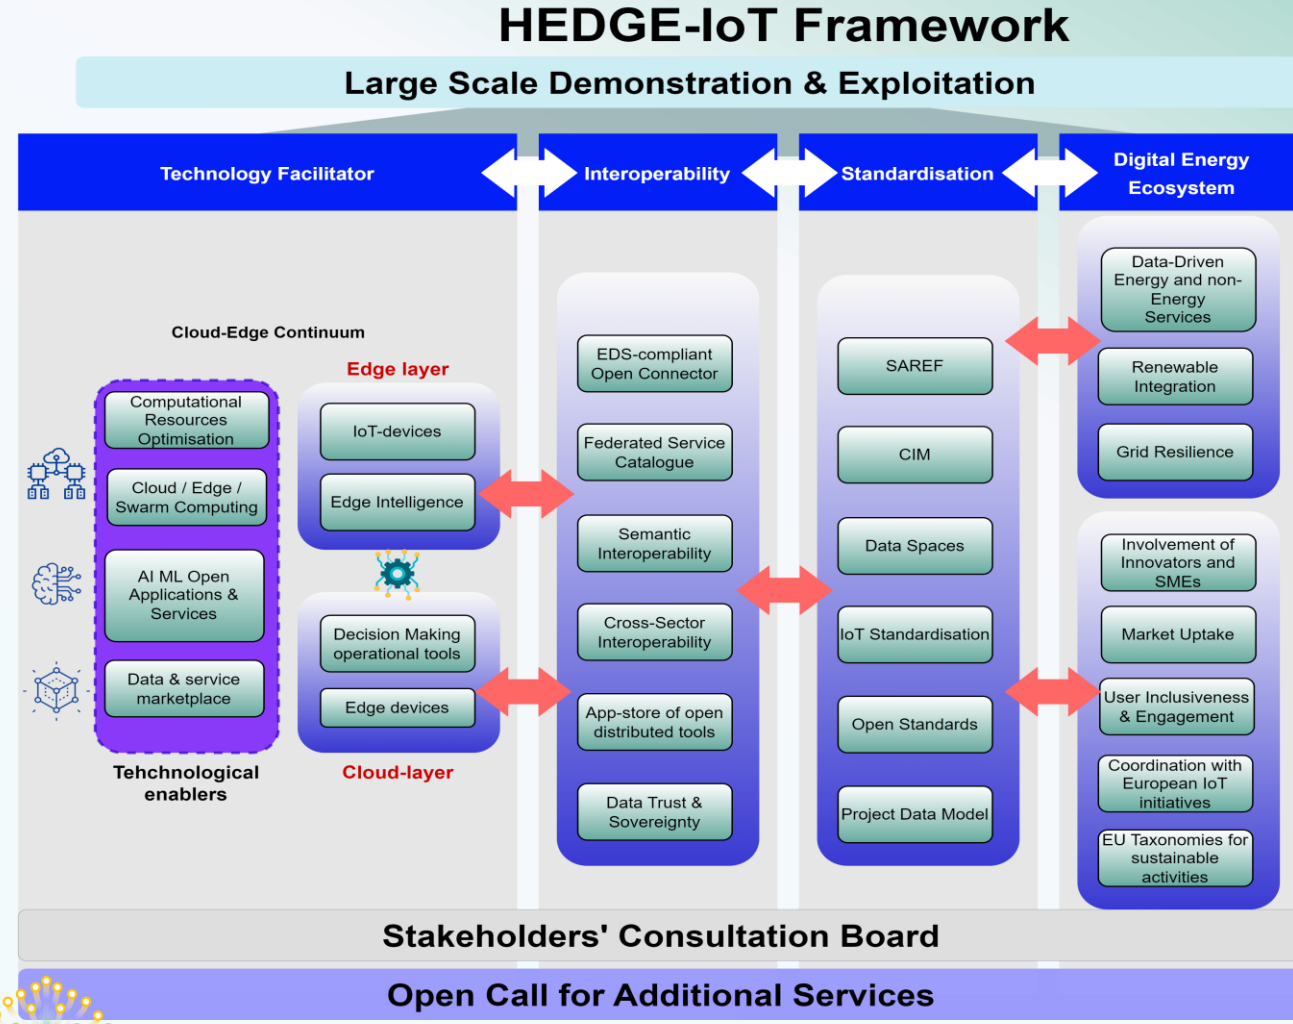 HEDGE-IoT Framework
Large Scale Demonstration & Exploitation
Technology Facilitator
Interoperability
Standardisation
Digital Energy
Ecosystem
Cloud-Edge Continuum
Computational
Resources
Optimisation
Cloud / Edge /
Swarm Computing
AI ML Open
Applications &
Services
Data & service
marketplace
Tehchnological
enablers
Edge layer
IoT-devices
Edge Intelligence
Decision Making
operational tools
Edge devices
Cloud-layer
EDS-compliant
Open Connector
Federated Service
Catalogue
Semantic
Interoperability
Cross-Sector
Interoperability
App-store of open
distributed tools
Data Trust &
Sovereignty
SAREF
CIM
Data Spaces
IoT Standardisation
Open Standards
Project Data Model
Data-Driven
Energy and non-
Energy
Services
Renewable
Integration
Grid Resilience
Involvement of
Innovators and
SMEs
Market Uptake
User Inclusiveness
& Engagement
Coordination with
European IoT
initiatives
EU Taxonomies for
sustainable
activities
Stakeholders' Consultation Board
Open Call for Additional Services